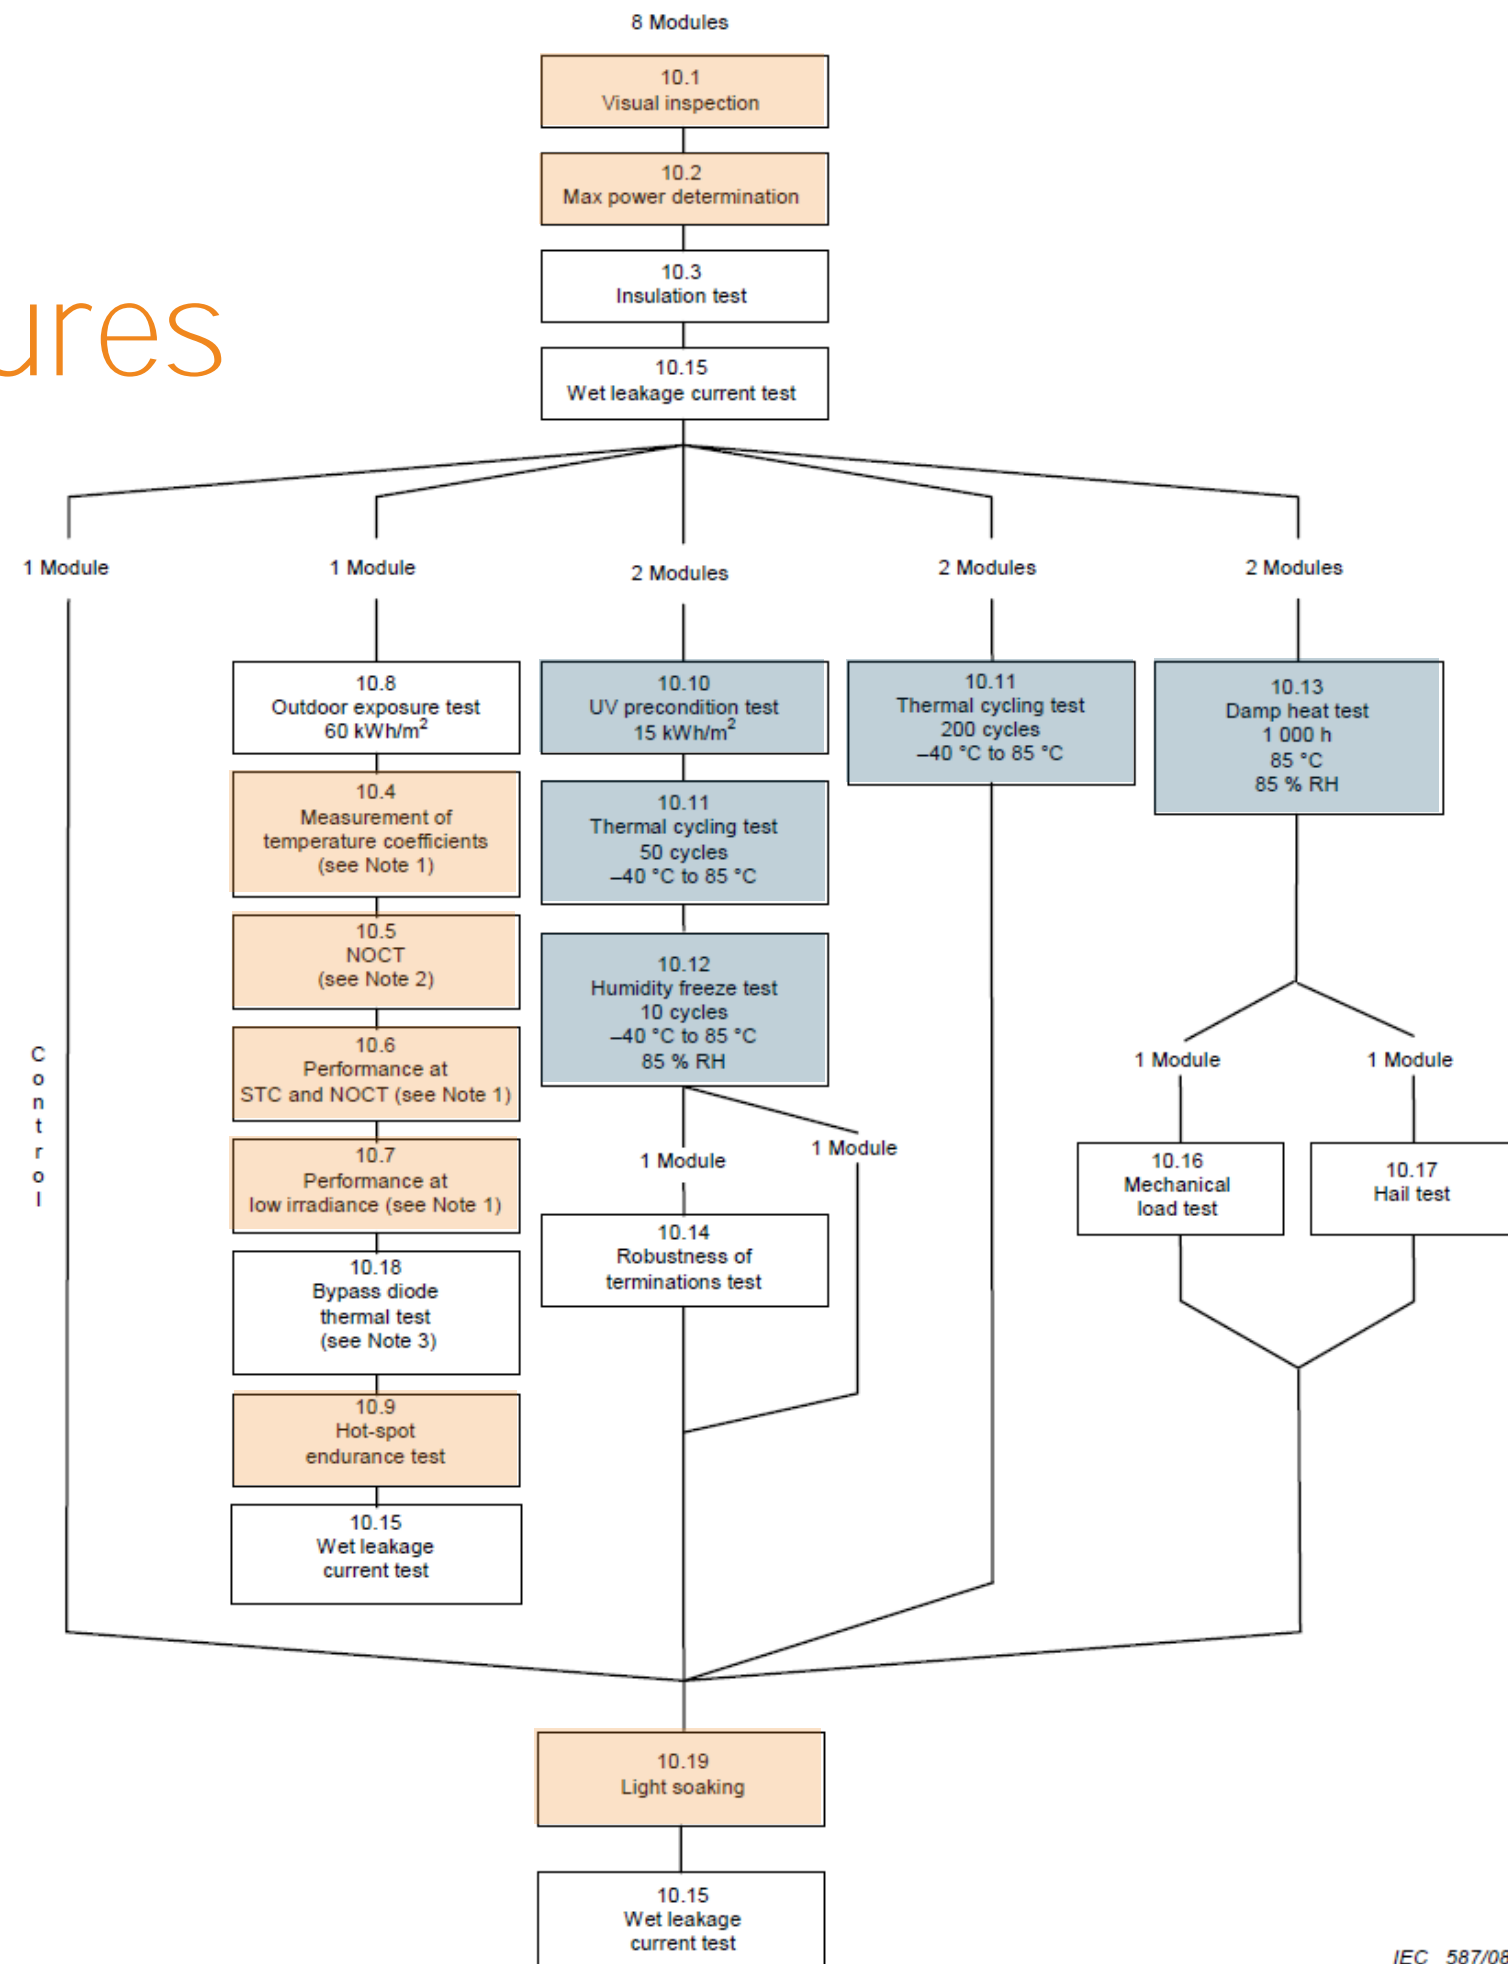 8 Modules
10.1
Visual inspection
10.2
Max power determination
10.3
Insulation test
ures
10.15
Wet leakage current test
1 Module
1 Module
2 Modules
2 Modules
2 Modules
Control
10.8
Outdoor exposure test
60 kWh/m²
10.4
Measurement of
temperature coefficients
(see Note 1)
10.5
NOCT
(see Note 2)
10.6
Performance at
STC and NOCT (see Note 1)
10.7
Performance at
low irradiance (see Note 1)
10.18
Bypass diode
thermal test
(see Note 3)
10.9
Hot-spot
endurance test
10.15
Wet leakage
current test
10.10
UV precondition test
15 kWh/m²
10.11
Thermal cycling test
50 cycles
–40 °C to 85 °C
10.12
Humidity freeze test
10 cycles
–40 °C to 85 °C
85 % RH
1 Module
1 Module
10.14
Robustness of
terminations test
10.11
Thermal cycling test
200 cycles
–40 °C to 85 °C
10.13
Damp heat test
1 000 h
85 °C
85 % RH
1 Module
1 Module
10.16
Mechanical
load test
10.17
Hail test
10.19
Light soaking
10.15
Wet leakage
current test
IEC 587/08